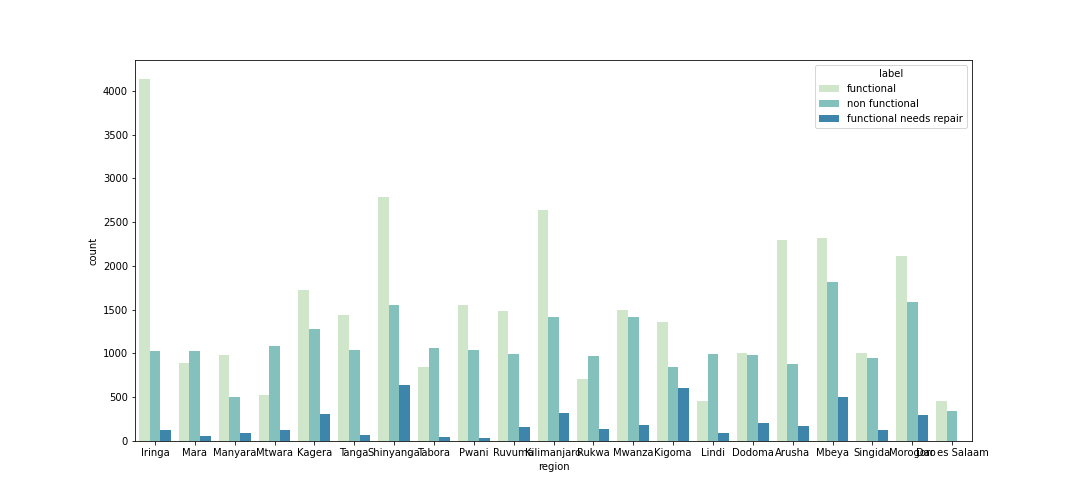 label
functional
non functional
functional needs repair
4000
3500
3000
2500
2000
1500
1000
500
0
count
Iringa Mara Manyara Mtwara Kagera Tanga Shinyanga Tabora Pwani Ruvuma Kilimanjaro Rukwa Mwanza Kigoma Lindi Dodoma Arusha Mbeya Singida Morogoro Dar es Salaam
region